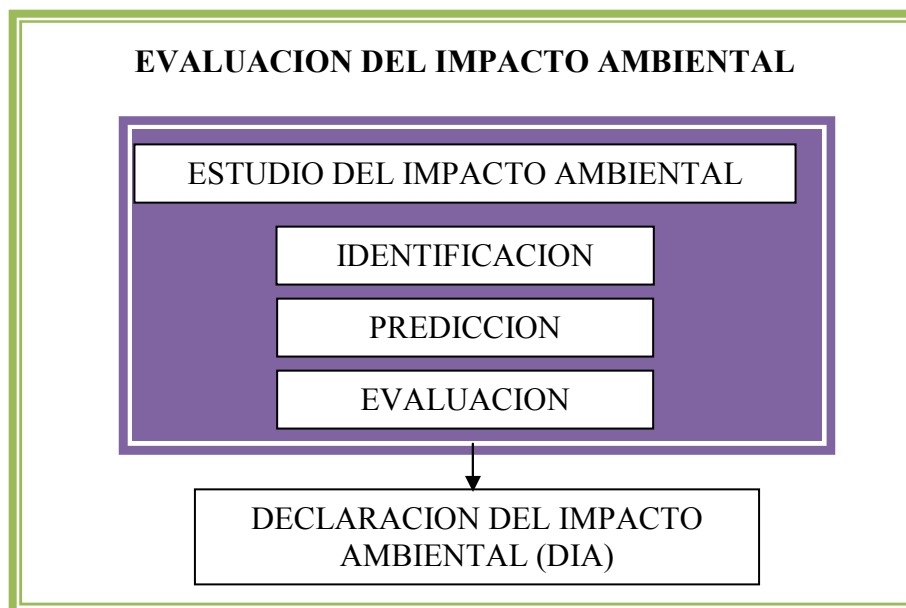 EVALUACION DEL IMPACTO AMBIENTAL
ESTUDIO DEL IMPACTO AMBIENTAL
IDENTIFICACION
PREDICCION
EVALUACION
DECLARACION DEL IMPACTO
AMBIENTAL (DIA)